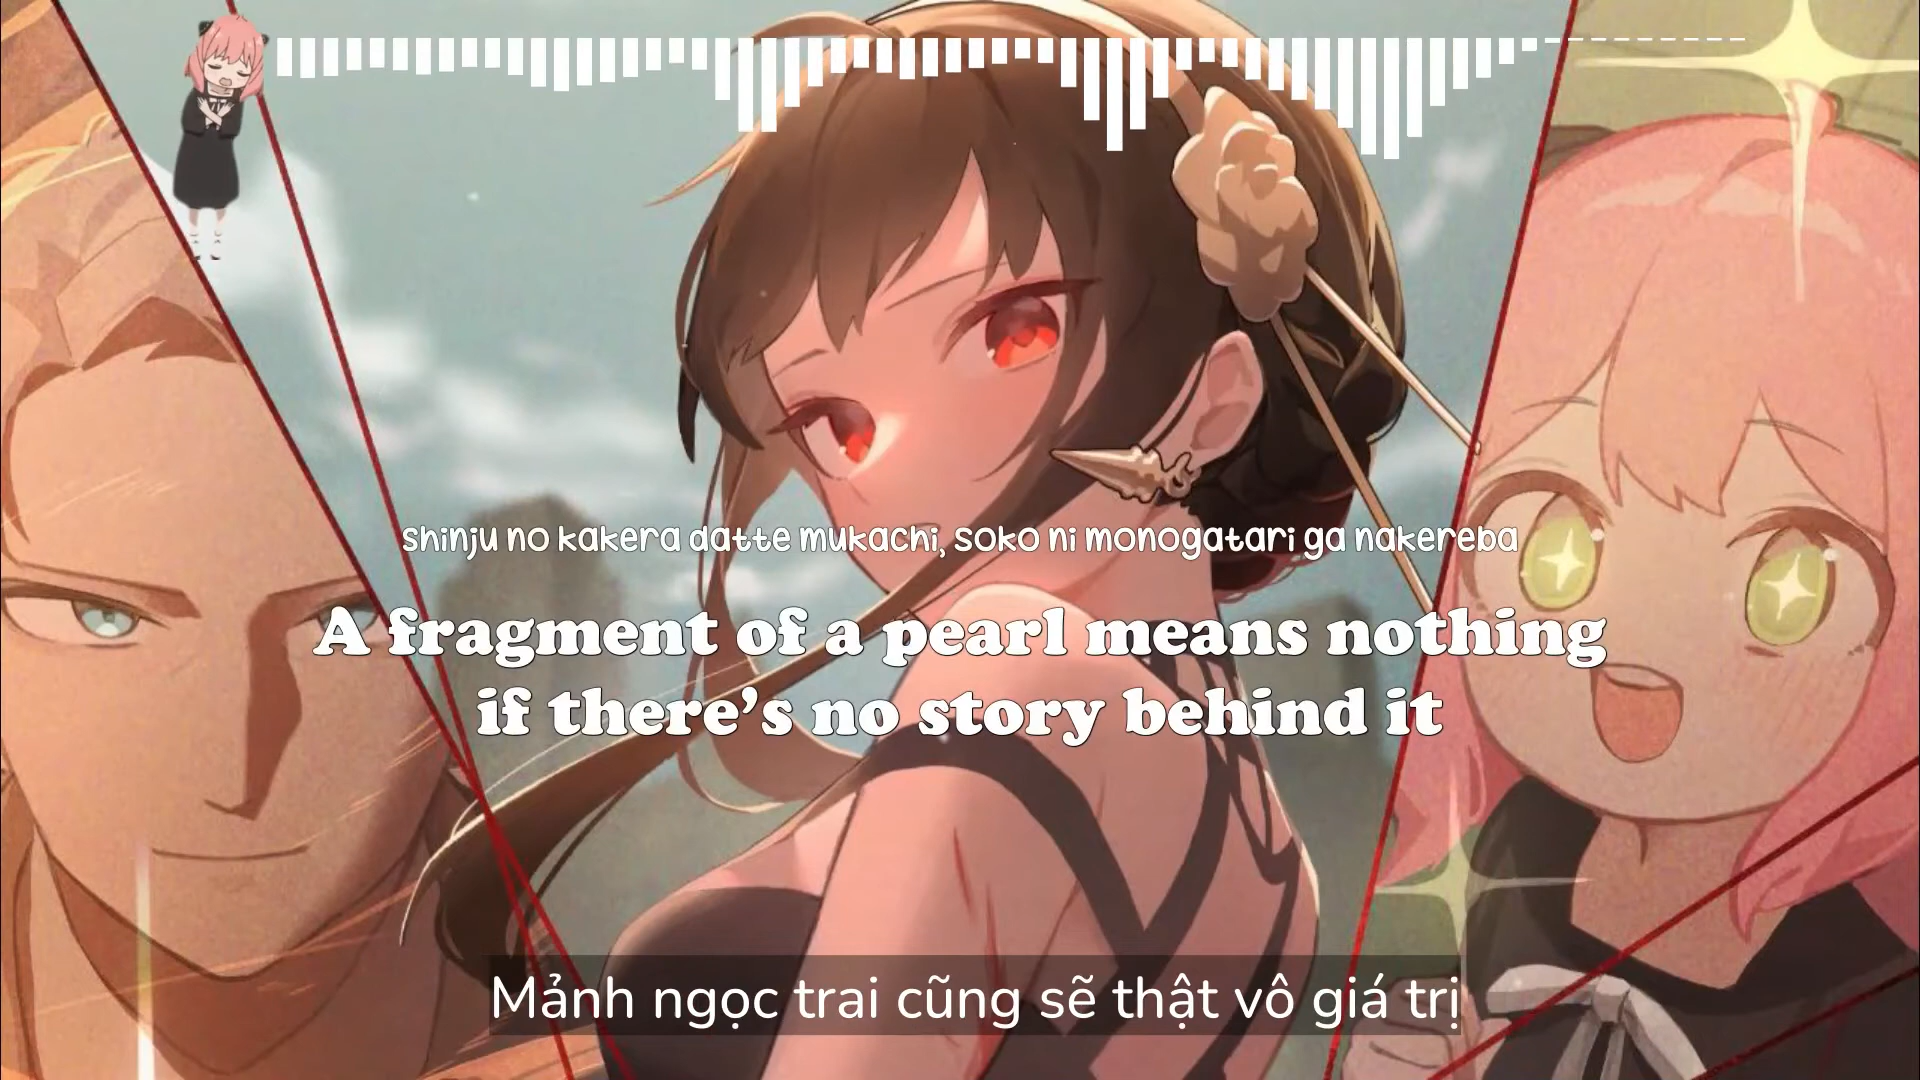 shinju no kakera datte mukachi, soko ni monogatari ga nakereba
A fragment of a pearl means nothing
if there's no story behind it
Mảnh ngọc trai cũng sẽ thật vô giá trị